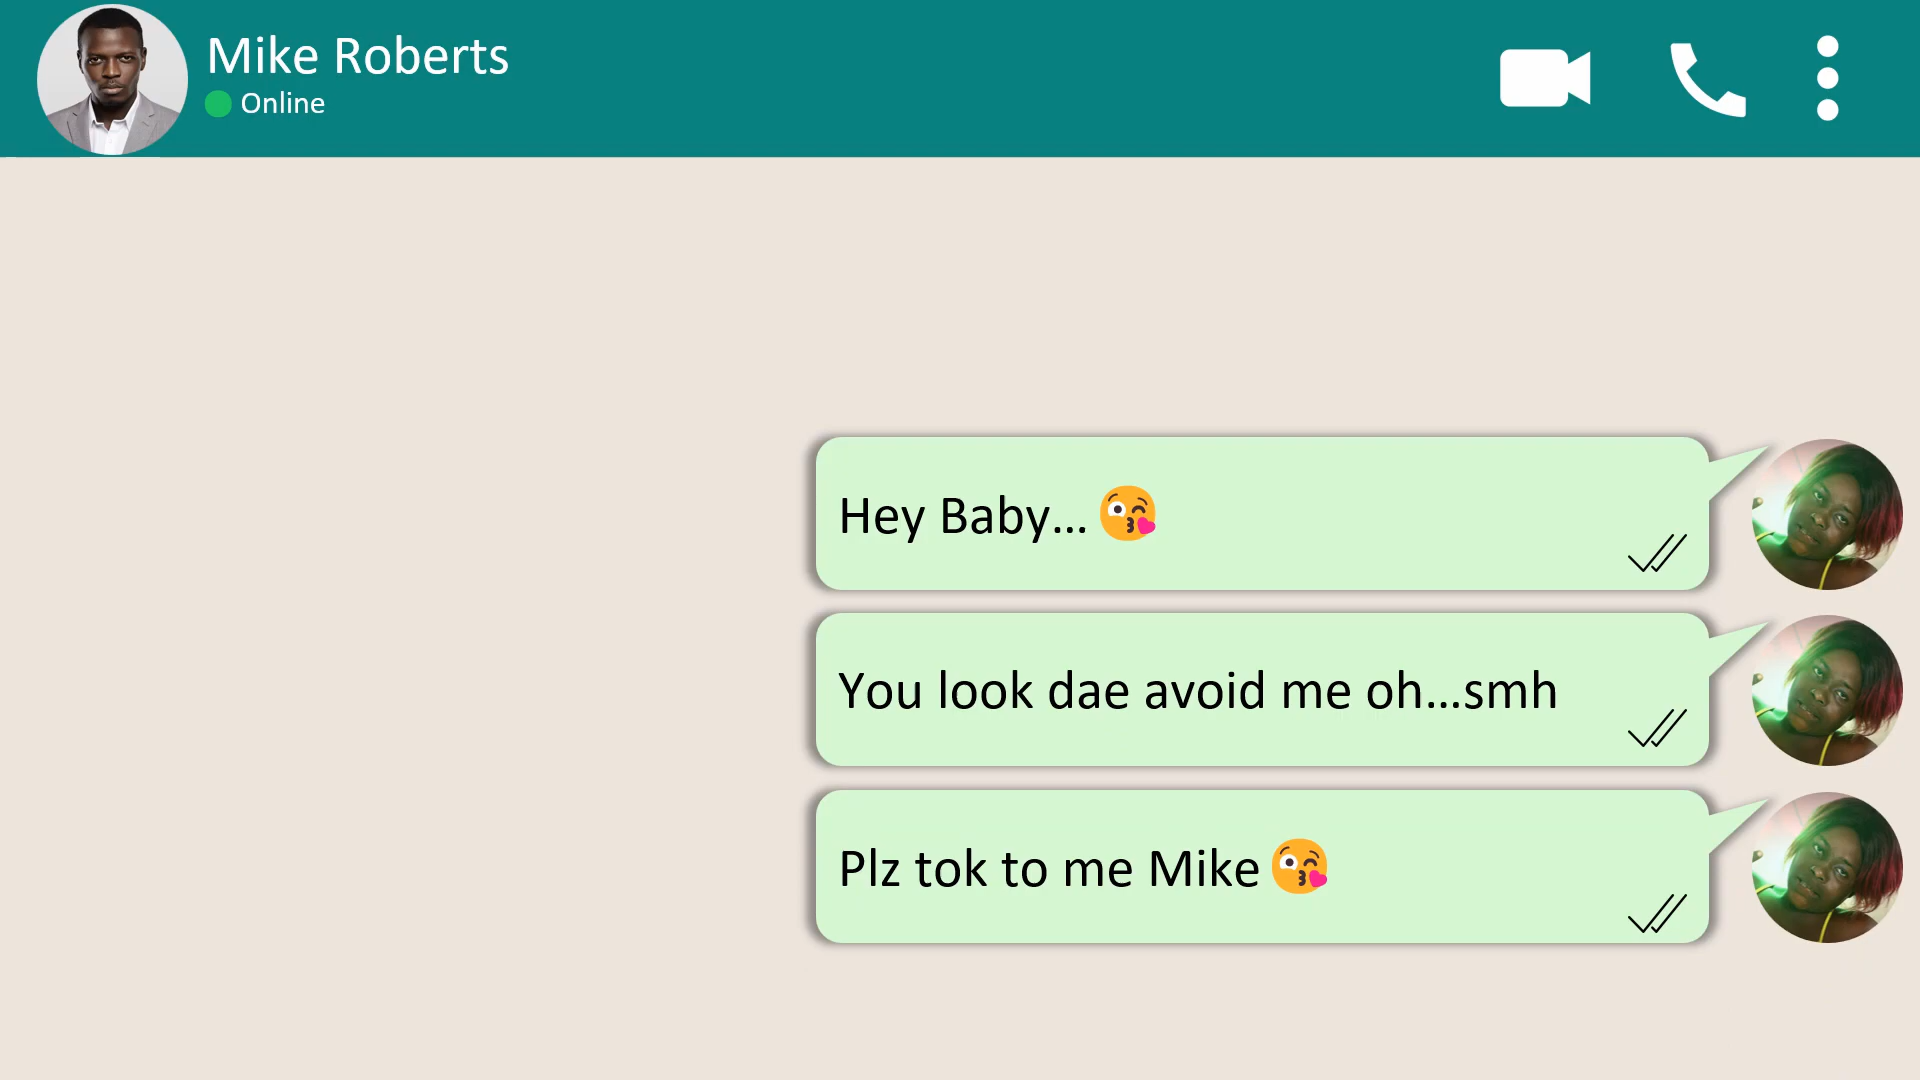 Mike Roberts
Online
Hey Baby... 😘
You look dae avoid me oh...smh
Plz tok to me Mike 😘